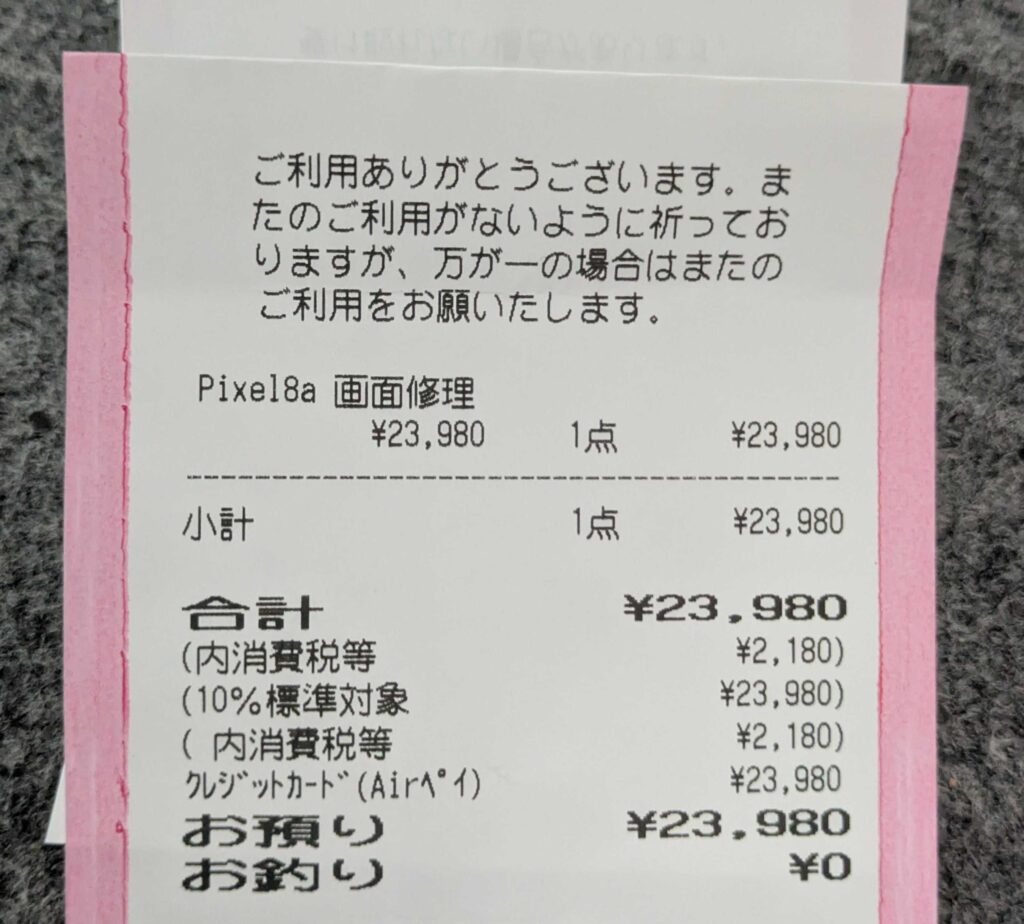 ご利用ありがとうございます。ま
たのご利用がないように祈ってお
りますが、万が一の場合はまたの
ご利用をお願いたします。
Pixel8a 画面修理
¥23,980 1点 ¥23,980
小計 1点 ¥23,980
合計 ¥23,980
(内消費税等 ¥2,180)
(10%標準対象 ¥23,980)
( 内消費税等 ¥2,180)
ｸﾚｼﾞｯﾄｶｰﾄﾞ(Airﾍﾟｲ) ¥23,980
お預り ¥23,980
お釣り ¥0